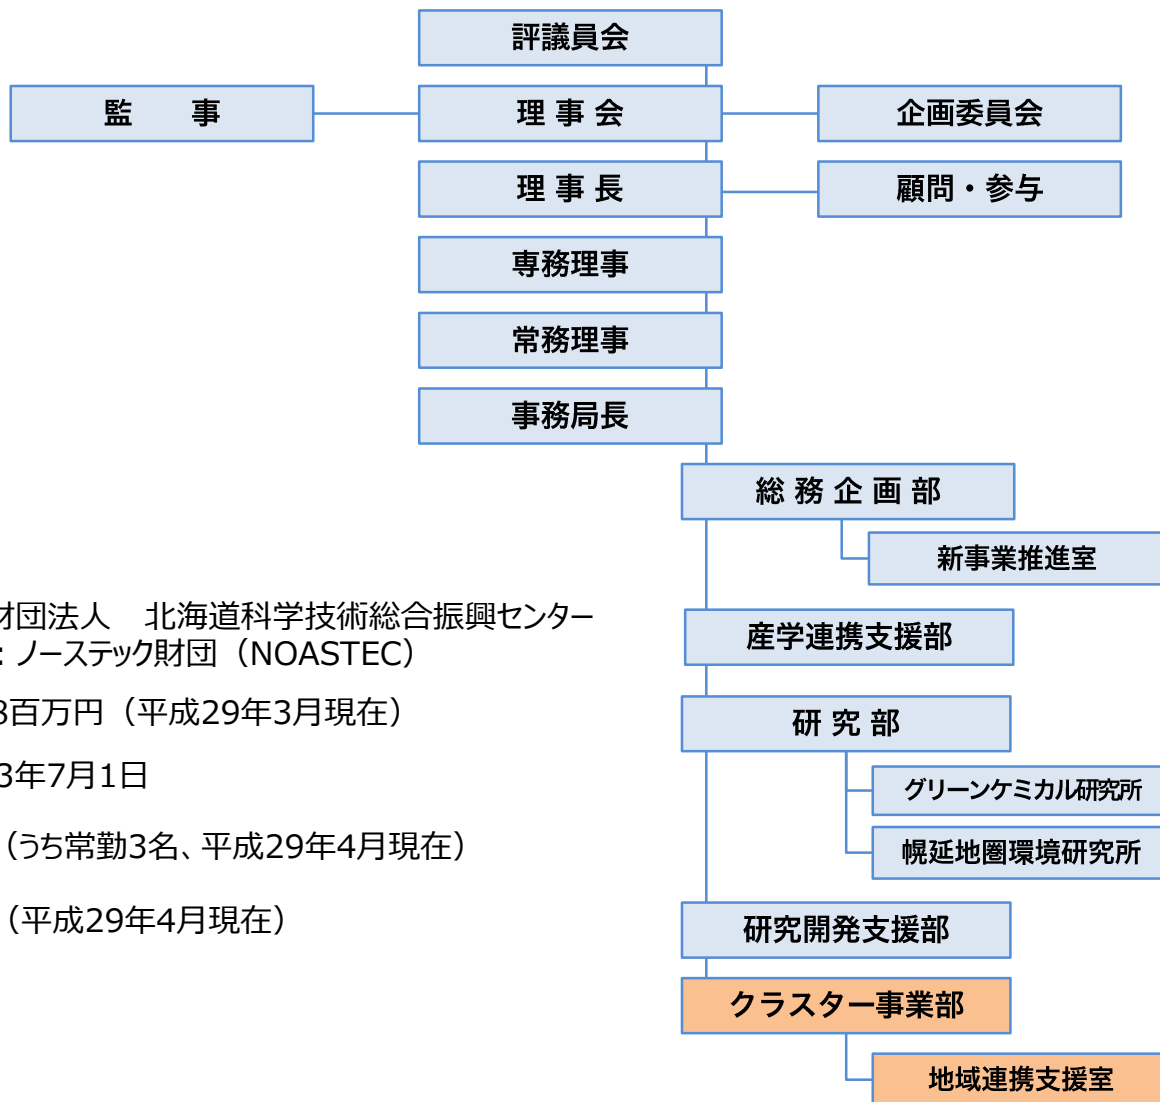 評議員会
監　　事
理 事 会
企画委員会
理 事 長
顧問・参与
専務理事
常務理事
事務局長
総 務 企 画 部
新事業推進室
財団法人　北海道科学技術総合振興センター
: ノーステック財団（NOASTEC）
産学連携支援部
8百万円（平成29年3月現在）
研 究 部
3年7月1日
グリーンケミカル研究所
（うち常勤3名、平成29年4月現在）
幌延地圏環境研究所
（平成29年4月現在）
研究開発支援部
クラスター事業部
地域連携支援室